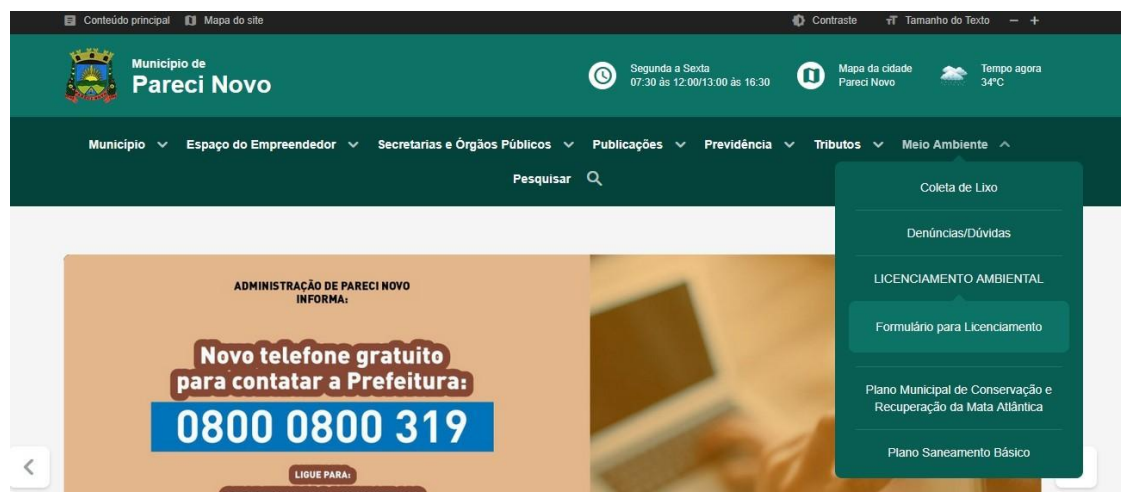 Conteúdo principal Mapa do site Contraste Tamanho do Texto − +
Município de
Pareci Novo
Segunda a Sexta
07:30 às 12:00/13:00 às 16:30
Mapa da cidade
Pareci Novo
Tempo agora
34°C
Município Espaço do Empreendedor Secretarias e Órgãos Públicos Publicações Previdência Tributos Meio Ambiente
Pesquisar
Coleta de Lixo
Denúncias/Dúvidas
LICENCIAMENTO AMBIENTAL
Formulário para Licenciamento
Plano Municipal de Conservação e
Recuperação da Mata Atlântica
Plano Saneamento Básico
ADMINISTRAÇÃO DE PARECI NOVO
INFORMA:
Novo telefone gratuito
para contatar a Prefeitura:
0800 0800 319
LIGUE PARA: